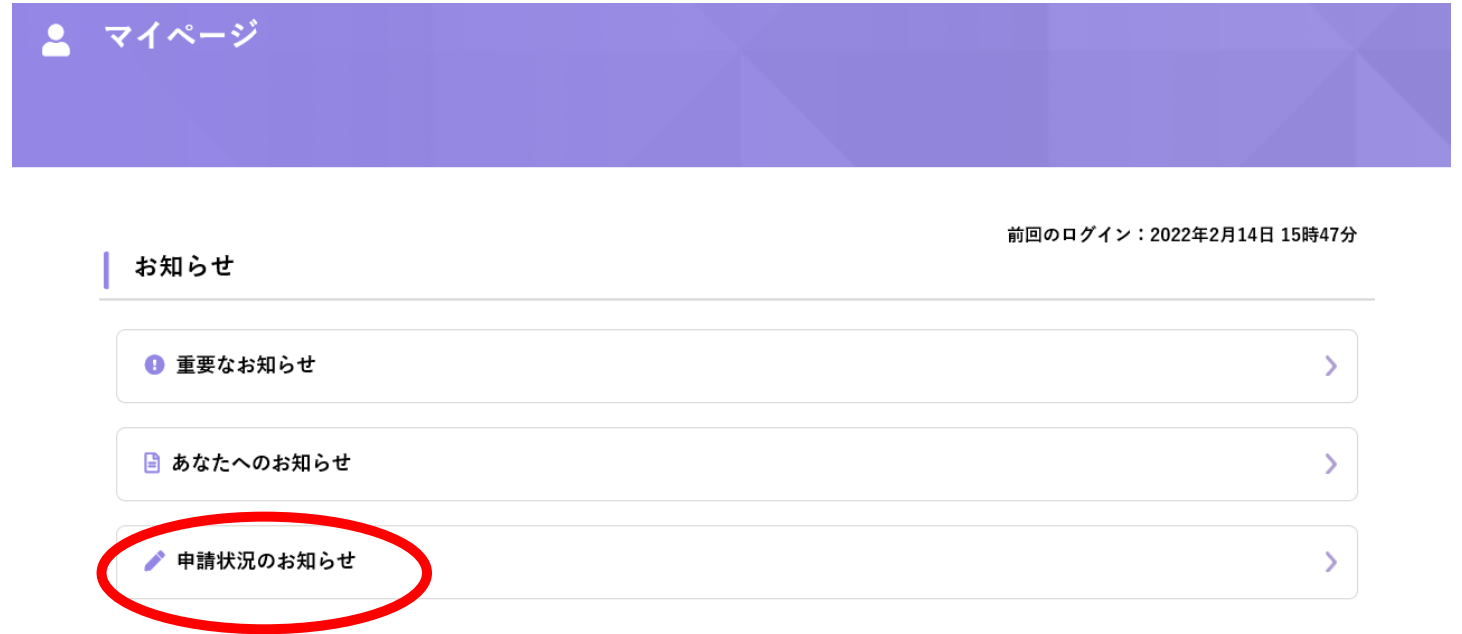 マイページ
前回のログイン：2022年2月14日 15時47分
お知らせ
重要なお知らせ
あなたへのお知らせ
申請状況のお知らせ